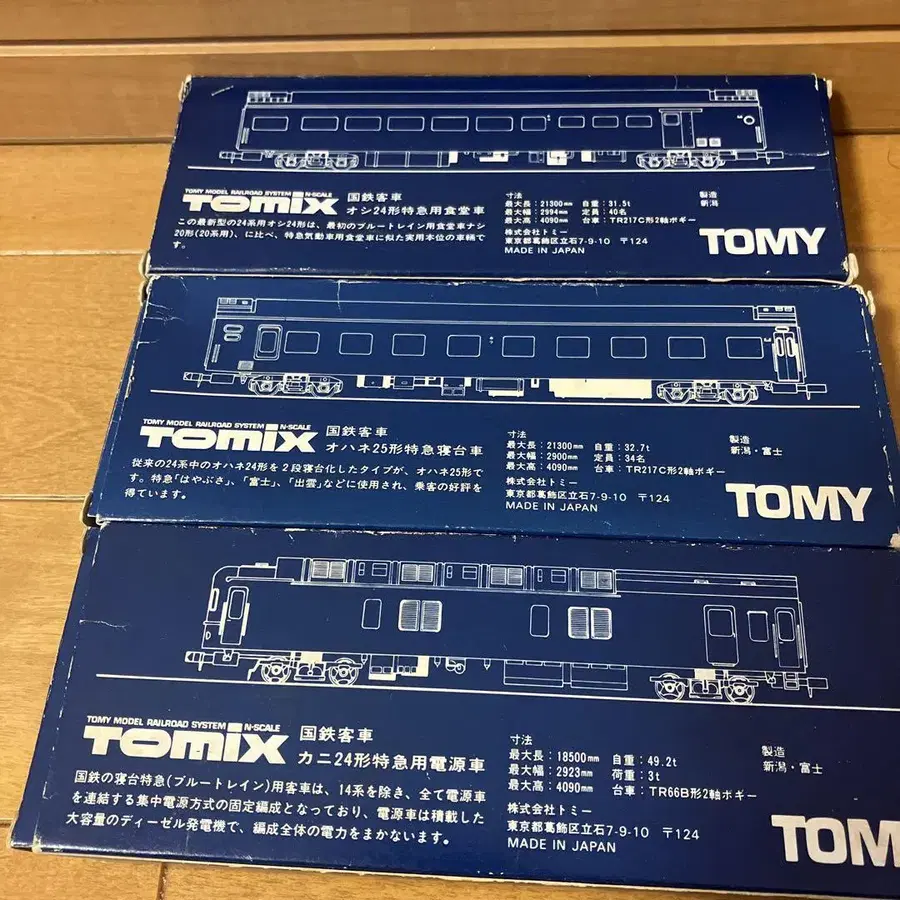 TOMY MODEL RAILROAD SYSTEM N-SCALE
TOMIX
国鉄客車
オシ24形特急用食堂車
この最新型の24系用オシ24形は、最初のブルートレイン用食堂車ナシ
20形(20系用)、に比べ、特急気動車用食堂車に似た実用本位の車輛で
す。
寸法
最大長：21300mm 自重：31.5t
最大幅：2994mm 定員：40名
最大高：4090mm 台車：TR217C形2軸ボギー
株式会社トミー
東京都葛飾区立石7-9-10 〒124
MADE IN JAPAN
製造
新潟
TOMY
TOMY MODEL RAILROAD SYSTEM N-SCALE
TOMIX
国鉄客車
オハネ25形特急寝台車
従来の24系中のオハネ24形を2段寝台化したタイプが、オハネ25形で
す。特急「はやぶさ」、「富士」、「出雲」などに使用され、乗客の好評を
得ています。
寸法
最大長：21300mm 自重：32.7t
最大幅：2900mm 定員：34名
最大高：4090mm 台車：TR217C形2軸ボギー
株式会社トミー
東京都葛飾区立石7-9-10 〒124
MADE IN JAPAN
製造
新潟・富士
TOMY
TOMY MODEL RAILROAD SYSTEM N-SCALE
TOMIX
国鉄客車
カニ24形特急用電源車
国鉄の寝台特急(ブルートレイン)用客車は、14系を除き、全て電源車
を連結する集中電源方式の固定編成となっており、電源車は積載した
大容量のディーゼル発電機で、編成全体の電力をまかないます。
寸法
最大長：18500mm 自重：49.2t
最大幅：2923mm 荷重：3t
最大高：4090mm 台車：TR66B形2軸ボギー
株式会社トミー
東京都葛飾区立石7-9-10 〒124
MADE IN JAPAN
製造
新潟・富士
TOM